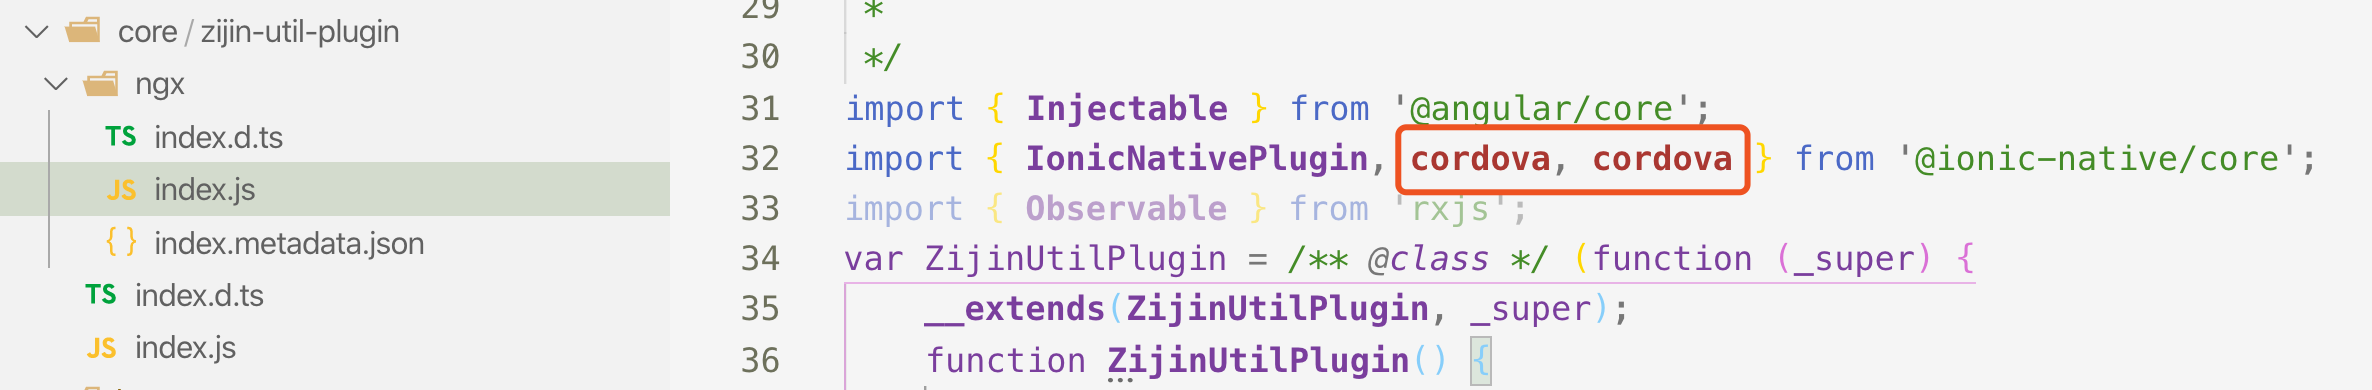 core / zijin-util-plugin
ngx
TS index.d.ts
JS index.js
{ } index.metadata.json
TS index.d.ts
JS index.js
29 *
30 */
31 import { Injectable } from '@angular/core';
32 import { IonicNativePlugin, cordova, cordova } from '@ionic-native/core';
33 import { Observable } from 'rxjs';
34 var ZijinUtilPlugin = /** @class */ (function (_super) {
35 __extends(ZijinUtilPlugin, _super);
36 function ZijinUtilPlugin() {